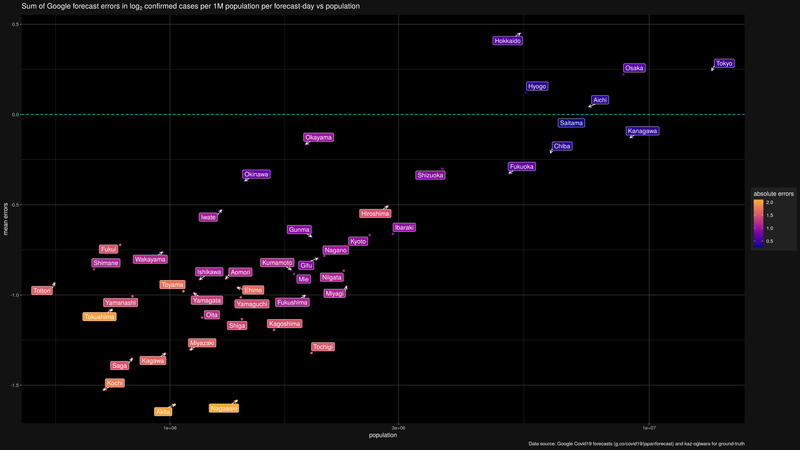 Sum of Google forecast errors in log2 confirmed cases per 1M population per forecast-day vs population
0.5
Hokkaido
Tokyo
Osaka
Hyogo
Aichi
0.0
Saitama
Kanagawa
Okayama
Chiba
Fukuoka
Okinawa
Shizuoka
absolute errors
2.0
1.5
1.0
0.5
mean errors
-0.5
Hiroshima
Iwate
Gunma
Ibaraki
Kyoto
Fukui
Nagano
Wakayama
Shimane
Kumamoto
Gifu
Ishikawa
Aomori
Mie
Niigata
Toyama
Ehime
Tottori
-1.0
Miyagi
Yamanashi
Yamagata
Yamaguchi
Fukushima
Tokushima
Oita
Shiga
Kagoshima
Miyazaki
Tochigi
Saga
Kagawa
Kochi
-1.5
Akita
Nagasaki
1e+06
3e+06
1e+07
population
Data source: Google Covid19 forecasts (g.co/covid19/japanforecast) and kaz-ogiwara for ground-truth